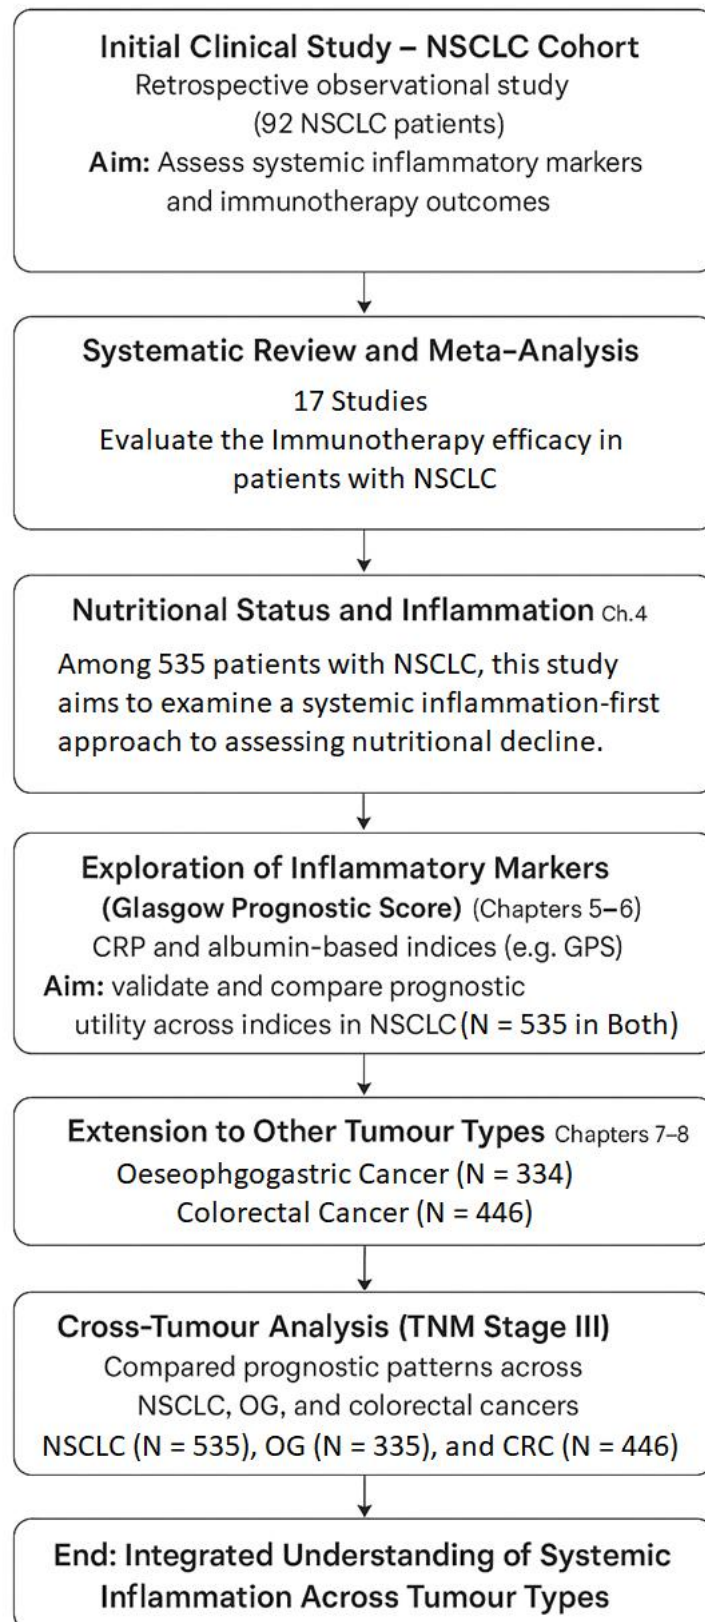 Initial Clinical Study – NSCLC Cohort
Retrospective observational study
(92 NSCLC patients)
Aim: Assess systemic inflammatory markers
and immunotherapy outcomes
Systematic Review and Meta–Analysis
17 Studies
Evaluate the Immunotherapy efficacy in
patients with NSCLC
Nutritional Status and Inflammation Ch.4
Among 535 patients with NSCLC, this study
aims to examine a systemic inflammation-first
approach to assessing nutritional decline.
Exploration of Inflammatory Markers
(Glasgow Prognostic Score) (Chapters 5–6)
CRP and albumin-based indices (e.g. GPS)
Aim: validate and compare prognostic
utility across indices in NSCLC (N = 535 in Both)
Extension to Other Tumour Types Chapters 7–8
Oeseophgogastric Cancer (N = 334)
Colorectal Cancer (N = 446)
Cross-Tumour Analysis (TNM Stage III)
Compared prognostic patterns across
NSCLC, OG, and colorectal cancers
NSCLC (N = 535), OG (N = 335), and CRC (N = 446)
End: Integrated Understanding of Systemic
Inflammation Across Tumour Types